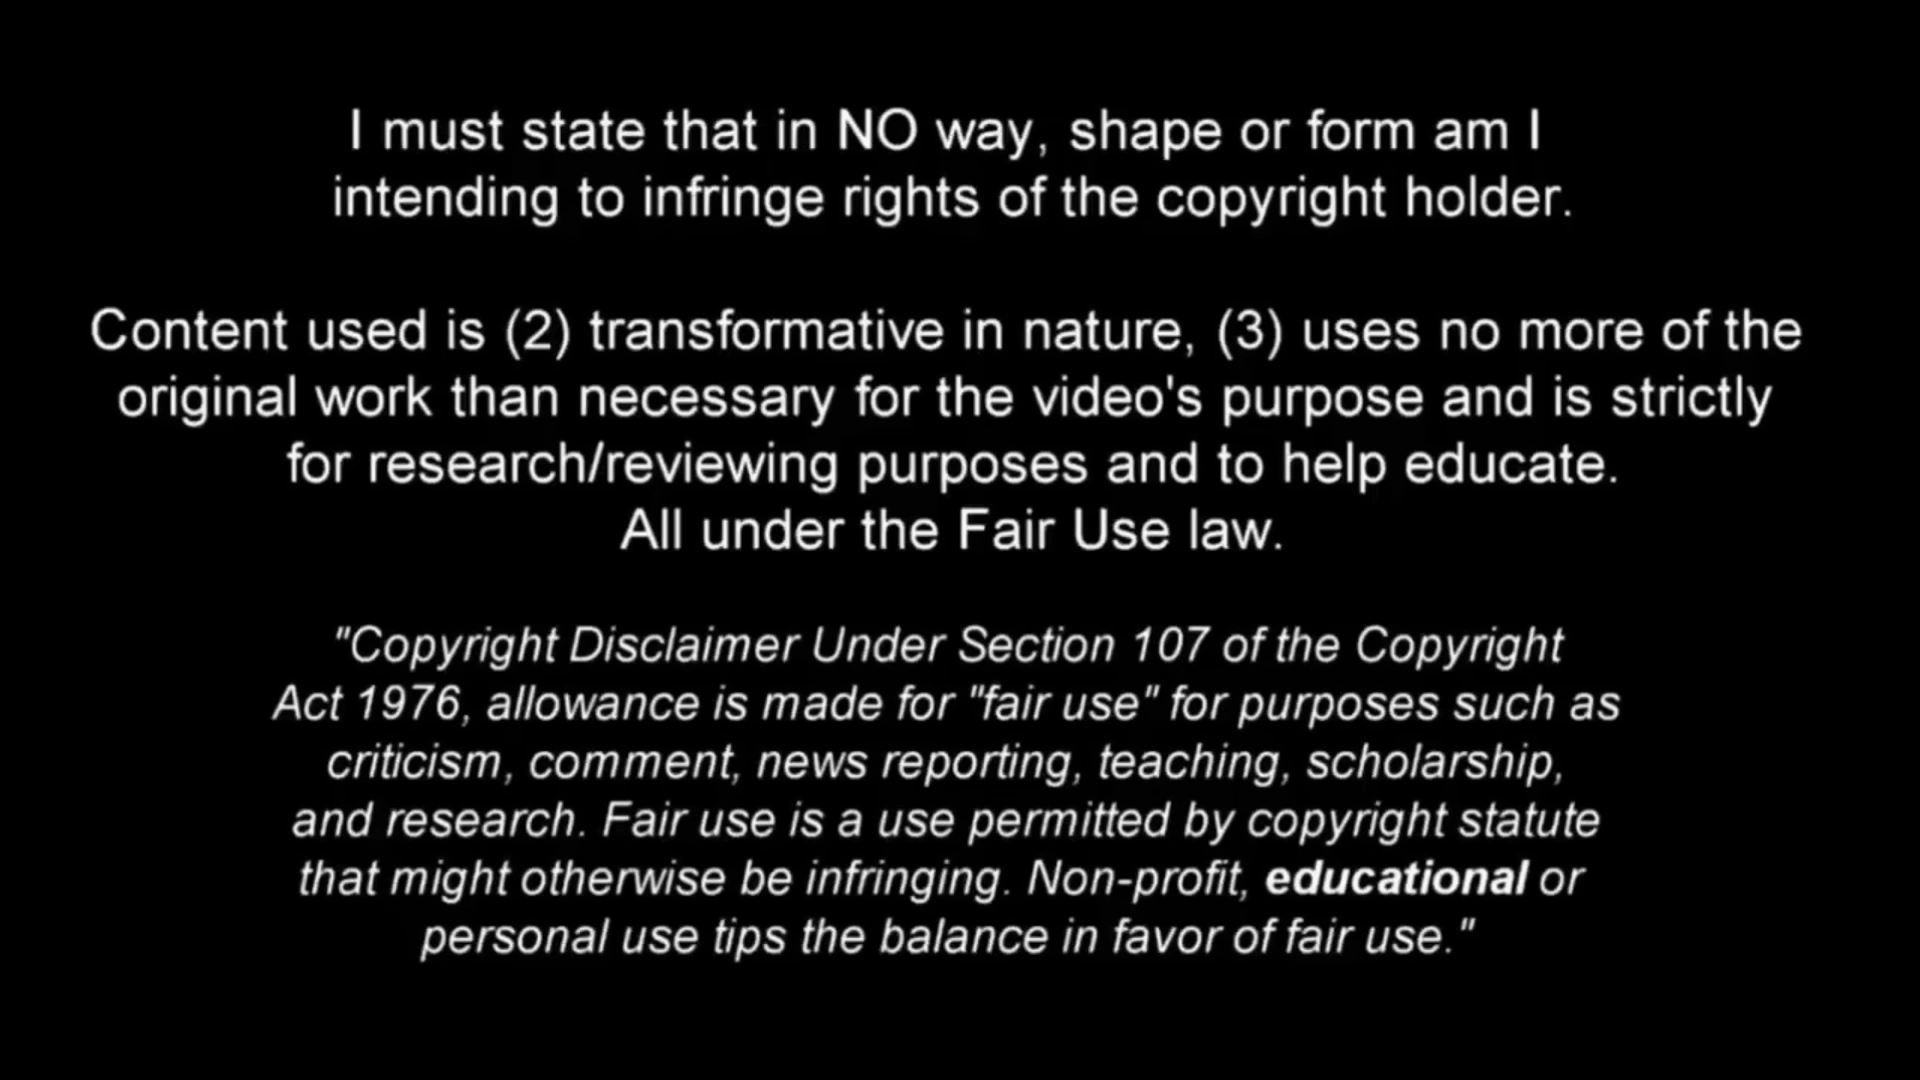 I must state that in NO way, shape or form am I
intending to infringe rights of the copyright holder.
Content used is (2) transformative in nature, (3) uses no more of the
original work than necessary for the video's purpose and is strictly
for research/reviewing purposes and to help educate.
All under the Fair Use law.
"Copyright Disclaimer Under Section 107 of the Copyright
Act 1976, allowance is made for "fair use" for purposes such as
criticism, comment, news reporting, teaching, scholarship,
and research. Fair use is a use permitted by copyright statute
that might otherwise be infringing. Non-profit, educational or
personal use tips the balance in favor of fair use."